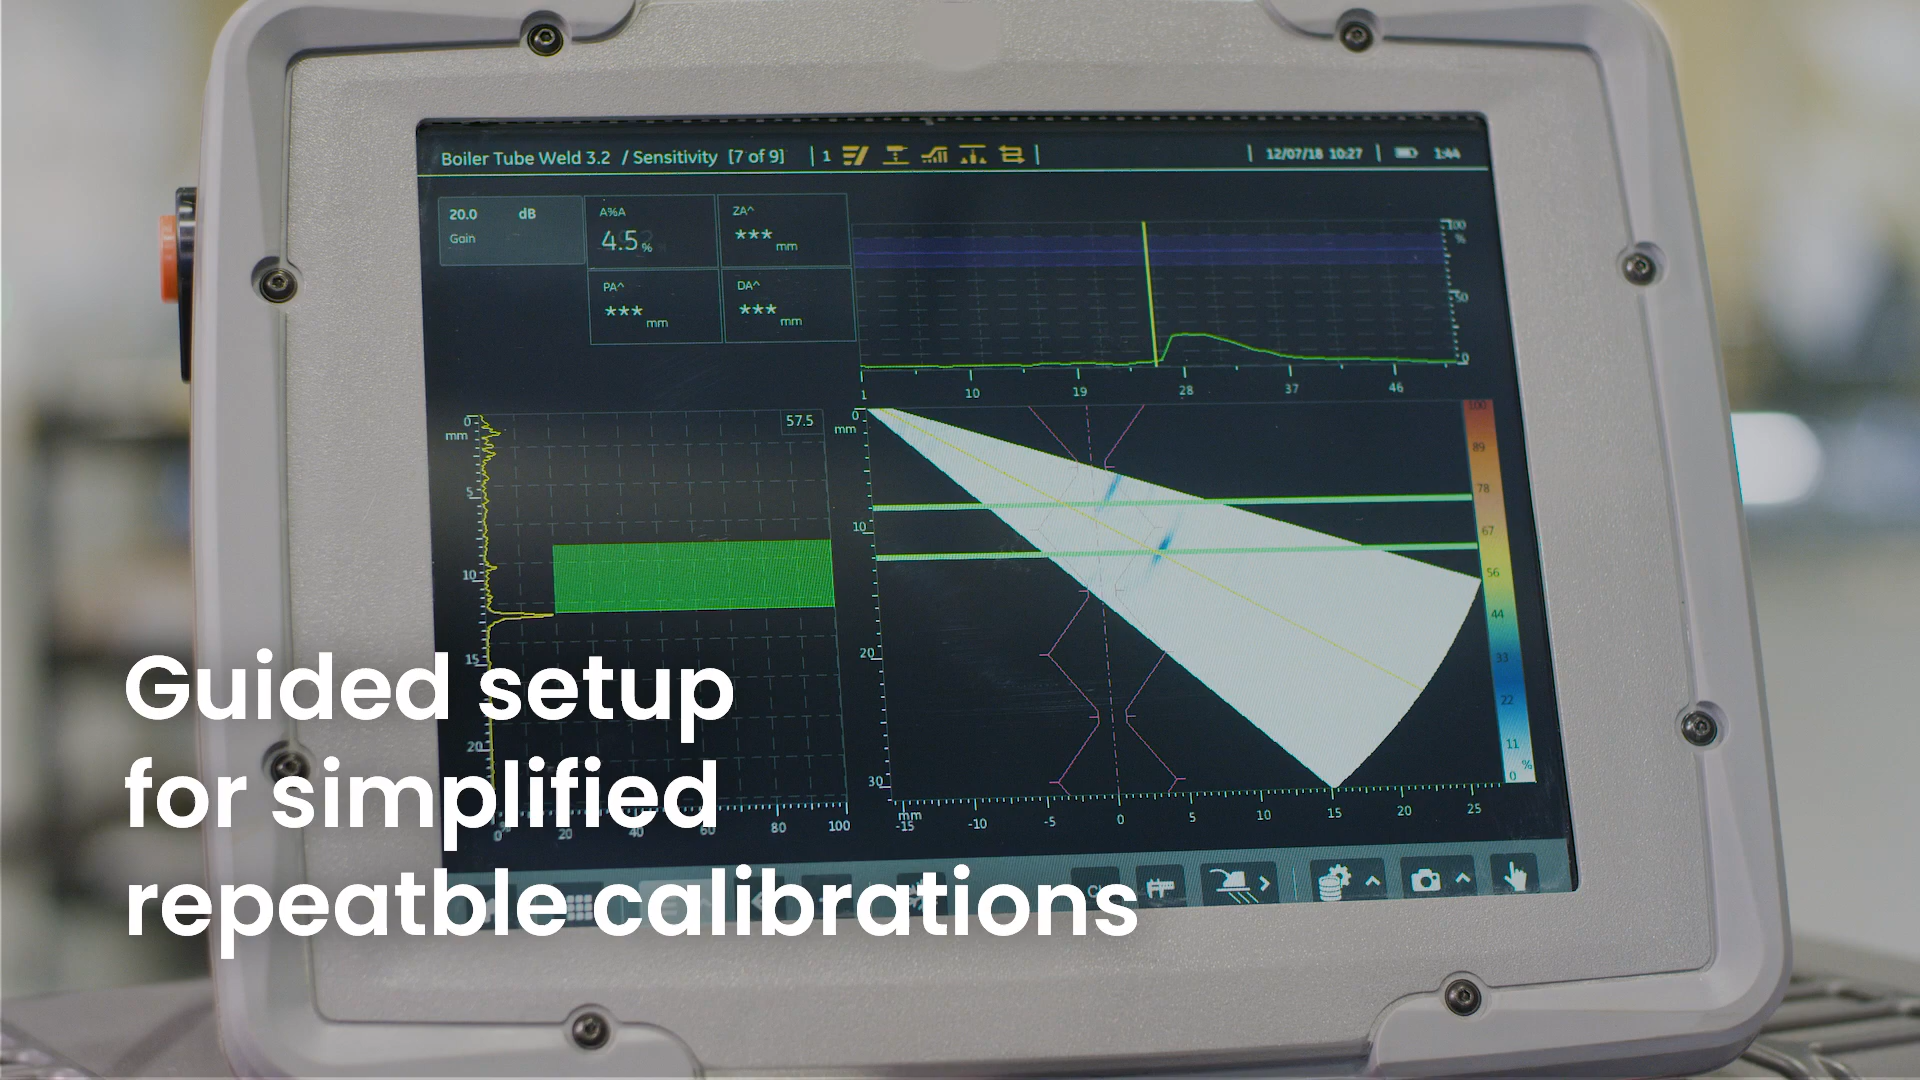 Boiler Tube Weld 3.2 / Sensitivity [7 of 9] | 1 | | 12/07/18 10:27 | 1:44
20.0 dB
Gain
A%A
4.5 %
ZA^
*** mm
PA^
*** mm
DA^
*** mm
100
%
50
0
1 10 19 28 37 46
57.5
0
mm
5
10
15
20
0 % 20 40 60 80 100
0
mm
10
20
30
mm
-15 -10 -5 0 5 10 15 20 25
100
89
78
67
56
44
33
22
11
0 %
Guided setup
for simplified
repeatble calibrations